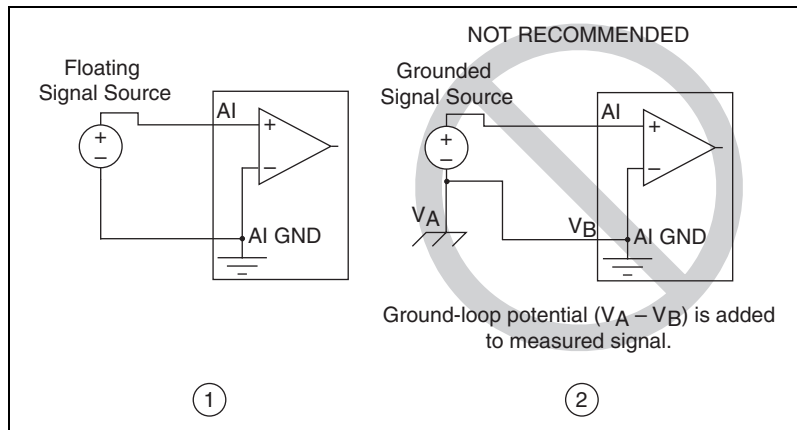 NOT RECOMMENDED
Floating
Signal Source
AI
+
−
+
−
AI GND
1
Grounded
Signal Source
AI
+
−
+
−
VA
VB
AI GND
Ground-loop potential (VA – VB) is added
to measured signal.
2